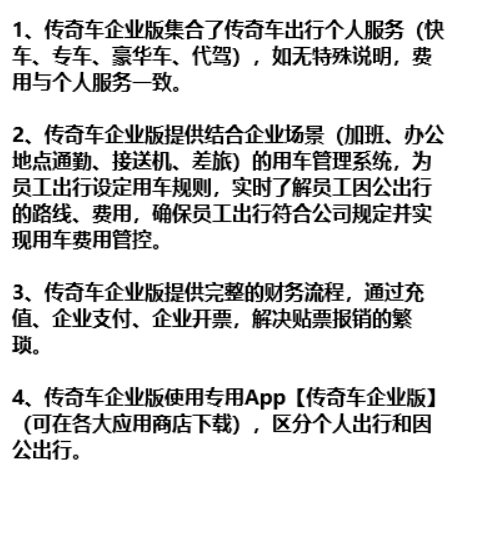 1、传奇车企业版集合了传奇车出行个人服务（快
车、专车、豪华车、代驾），如无特殊说明，费
用与个人服务一致。
2、传奇车企业版提供结合企业场景（加班、办公
地点通勤、接送机、差旅）的用车管理系统，为
员工出行设定用车规则，实时了解员工因公出行
的路线、费用，确保员工出行符合公司规定并实
现用车费用管控。
3、传奇车企业版提供完整的财务流程，通过充
值、企业支付、企业开票，解决贴票报销的繁
琐。
4、传奇车企业版使用专用App【传奇车企业版】
（可在各大应用商店下载），区分个人出行和因
公出行。